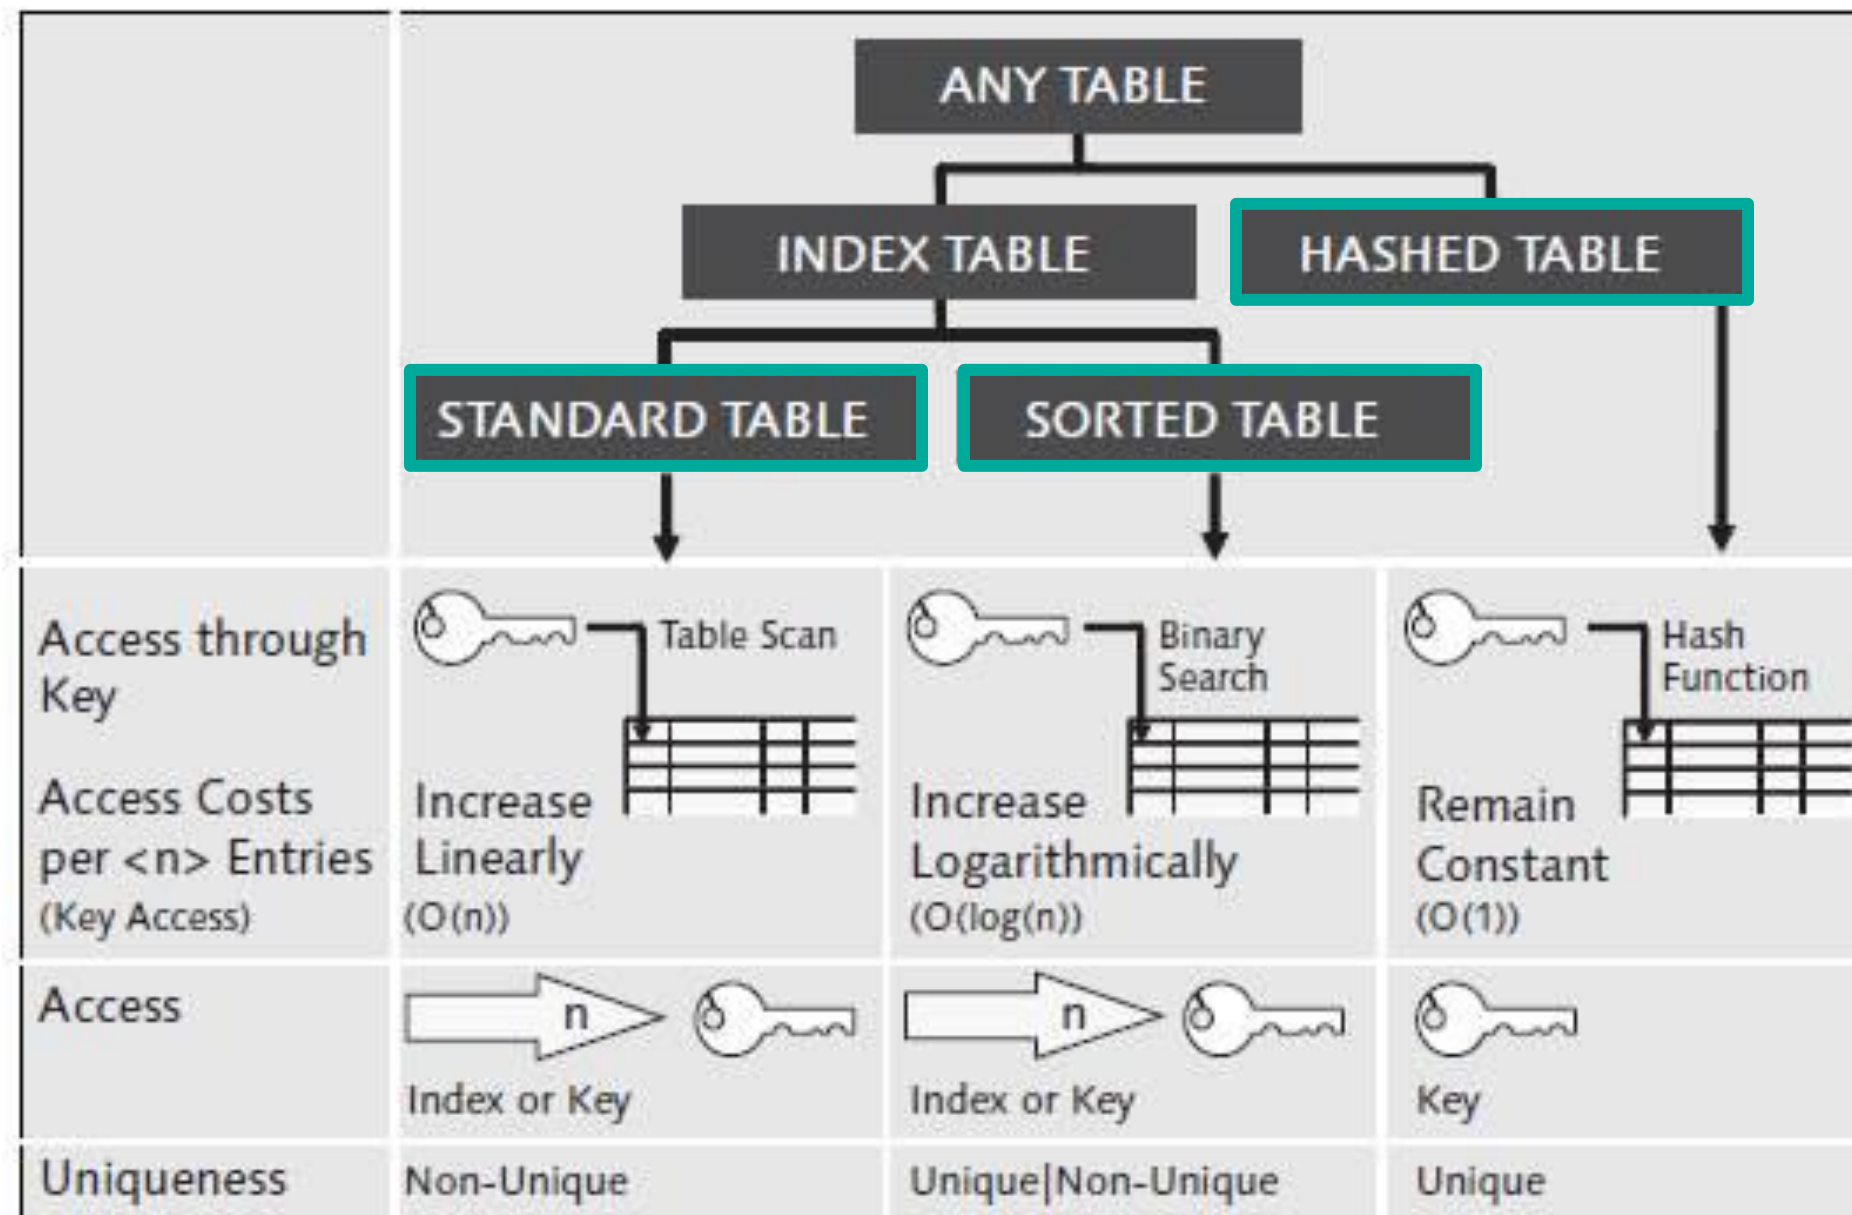 ANY TABLE
INDEX TABLE
HASHED TABLE
STANDARD TABLE
SORTED TABLE
Access through
Key
Table Scan
Binary
Search
Hash
Function
Access Costs
per <n> Entries
(Key Access)
Increase
Linearly
(O(n))
Increase
Logarithmically
(O(log(n))
Remain
Constant
(O(1))
Access
n
Index or Key
n
Index or Key
Key
Uniqueness
Non-Unique
Unique|Non-Unique
Unique